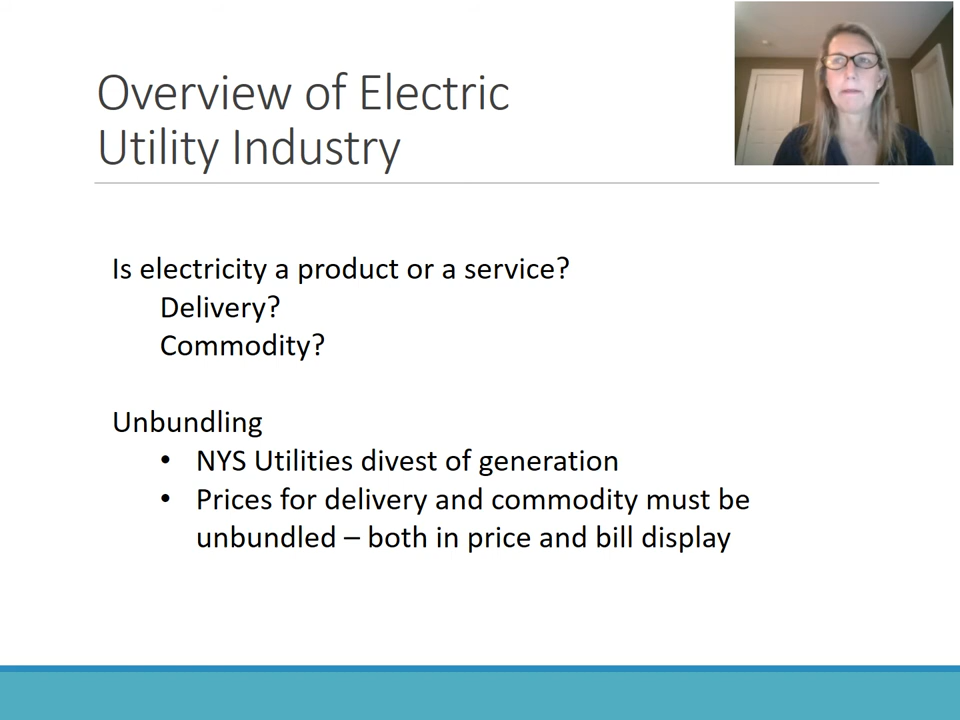 Overview of Electric
Utility Industry
Is electricity a product or a service?
Delivery?
Commodity?
Unbundling
• NYS Utilities divest of generation
• Prices for delivery and commodity must be
unbundled – both in price and bill display